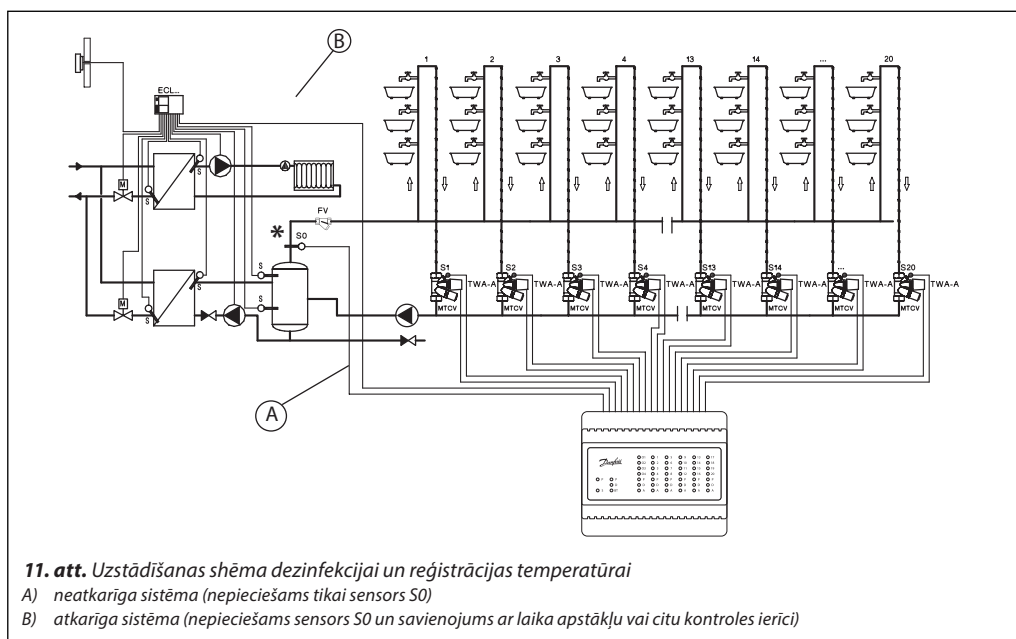 B
1 2 3 4 13 14 ... 20
ECL...
S
S
M
S
FV
* S0
S
S
M
S
S1 S2 S3 S4 S13 S14 ... S20
TWA-A TWA-A TWA-A TWA-A TWA-A TWA-A TWA-A TWA-A
MTCV MTCV MTCV MTCV MTCV MTCV MTCV MTCV
A
Danfoss
11. att. Uzstādīšanas shēma dezinfekcijai un reģistrācijas temperatūrai
A) neatkarīga sistēma (nepieciešams tikai sensors S0)
B) atkarīga sistēma (nepieciešams sensors S0 un savienojums ar laika apstākļu vai citu kontroles ierīci)